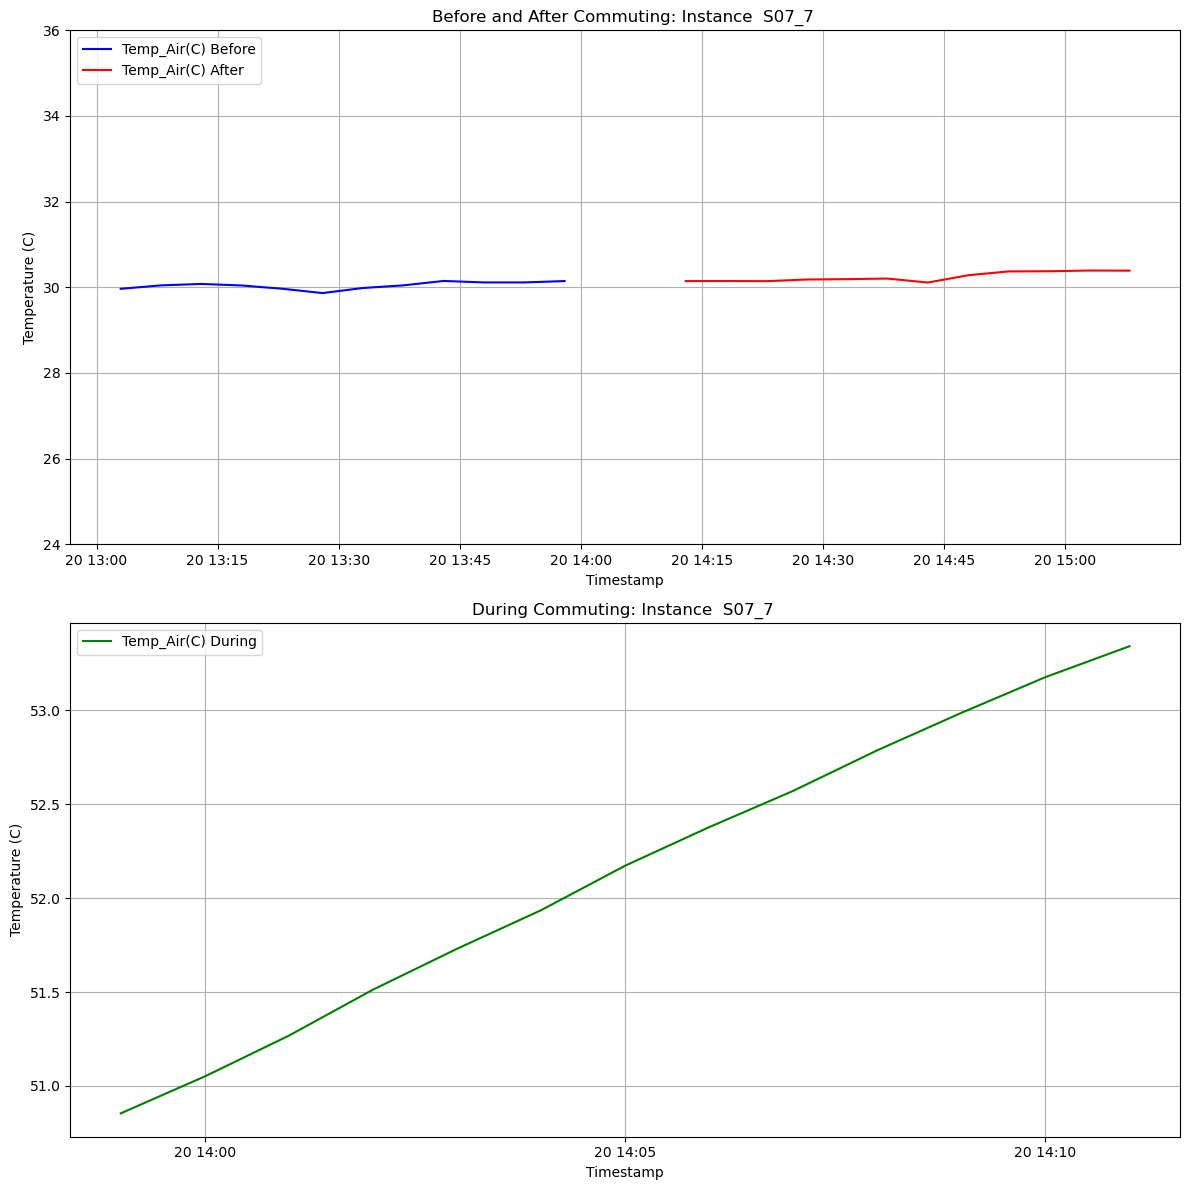 Before and After Commuting: Instance  S07_7
Temp_Air(C) Before
Temp_Air(C) After
Temperature (C)
36
34
32
30
28
26
24
20 13:00
20 13:15
20 13:30
20 13:45
20 14:00
20 14:15
20 14:30
20 14:45
20 15:00
Timestamp
During Commuting: Instance  S07_7
Temp_Air(C) During
Temperature (C)
53.0
52.5
52.0
51.5
51.0
20 14:00
20 14:05
20 14:10
Timestamp